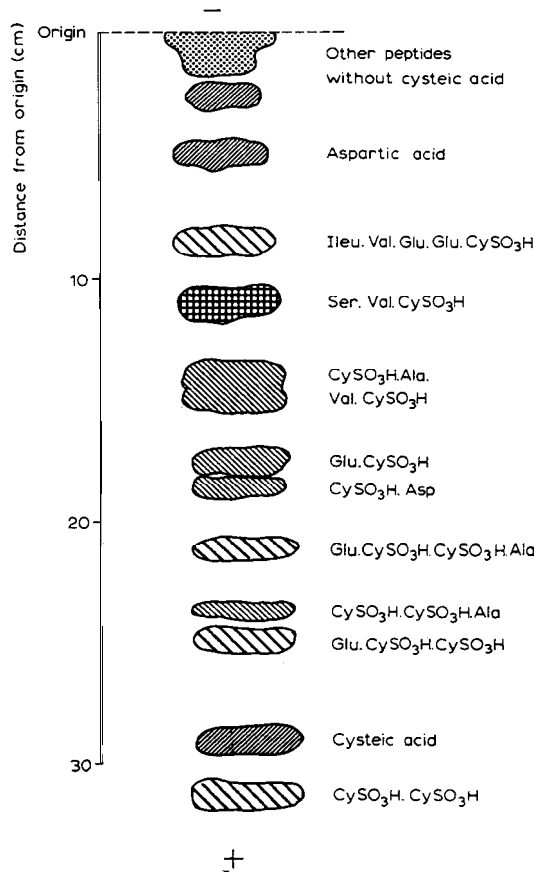 −
Origin
Distance from origin (cm)
Other peptides
without cysteic acid
Aspartic acid
Ileu. Val. Glu. Glu. CySO₃H
10
Ser. Val. CySO₃H
CySO₃H. Ala.
Val. CySO₃H
Glu. CySO₃H
CySO₃H. Asp
20
Glu. CySO₃H. CySO₃H. Ala
CySO₃H. CySO₃H. Ala
Glu. CySO₃H. CySO₃H
Cysteic acid
30
CySO₃H. CySO₃H
+